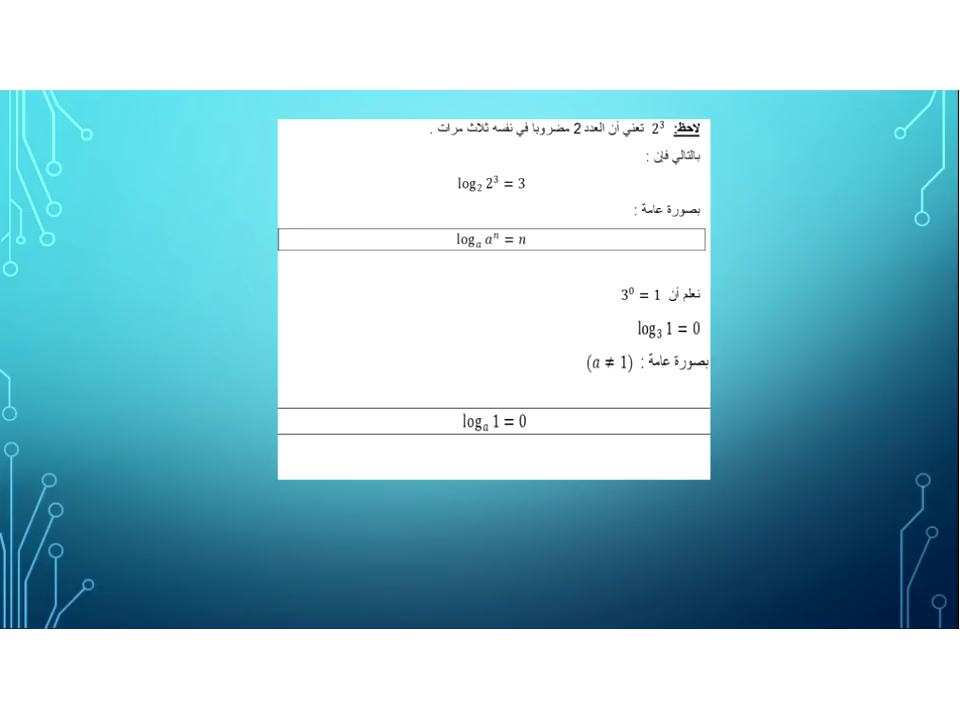 لاحظ: 2³ تعني أن العدد 2 مضروبا في نفسه ثلاث مرات .
بالتالي فإن :
log₂ 2³ = 3
بصورة عامة :
logₐ aⁿ = n
نعلم أن 3⁰ = 1
log₃ 1 = 0
بصورة عامة : (a ≠ 1)
logₐ 1 = 0